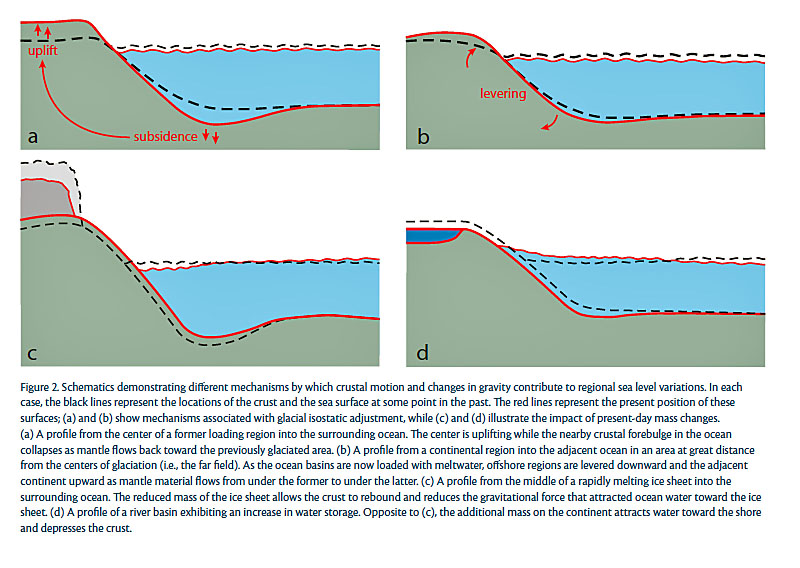 uplift
subsidence
a
levering
b
c
d
Figure 2. Schematics demonstrating different mechanisms by which crustal motion and changes in gravity contribute to regional sea level variations. In each
case, the black lines represent the locations of the crust and the sea surface at some point in the past. The red lines represent the present position of these
surfaces; (a) and (b) show mechanisms associated with glacial isostatic adjustment, while (c) and (d) illustrate the impact of present-day mass changes.
(a) A profile from the center of a former loading region into the surrounding ocean. The center is uplifting while the nearby crustal forebulge in the ocean
collapses as mantle flows back toward the previously glaciated area. (b) A profile from a continental region into the adjacent ocean in an area at great distance
from the centers of glaciation (i.e., the far field). As the ocean basins are now loaded with meltwater, offshore regions are levered downward and the adjacent
continent upward as mantle material flows from under the former to under the latter. (c) A profile from the middle of a rapidly melting ice sheet into the
surrounding ocean. The reduced mass of the ice sheet allows the crust to rebound and reduces the gravitational force that attracted ocean water toward the ice
sheet. (d) A profile of a river basin exhibiting an increase in water storage. Opposite to (c), the additional mass on the continent attracts water toward the shore
and depresses the crust.